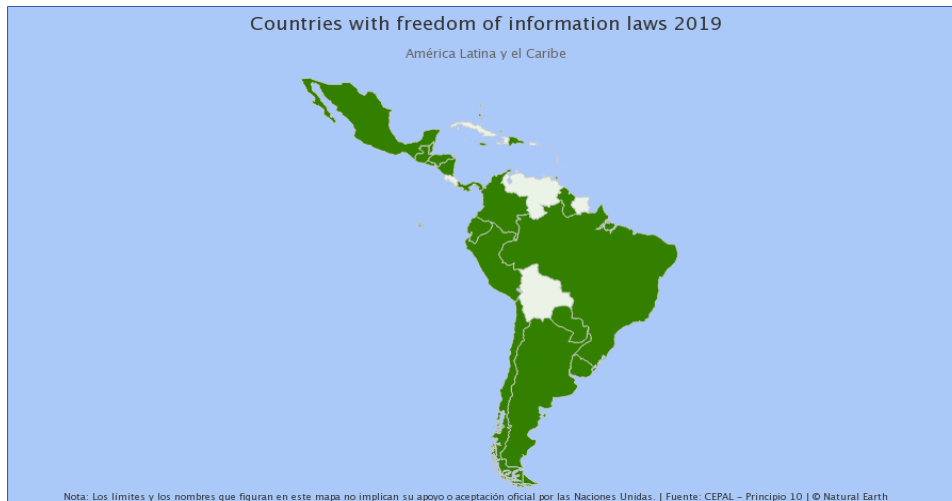 Countries with freedom of information laws 2019
América Latina y el Caribe
Nota: Los límites y los nombres que figuran en este mapa no implican su apoyo o aceptación oficial por las Naciones Unidas. | Fuente: CEPAL - Principio 10 | © Natural Earth